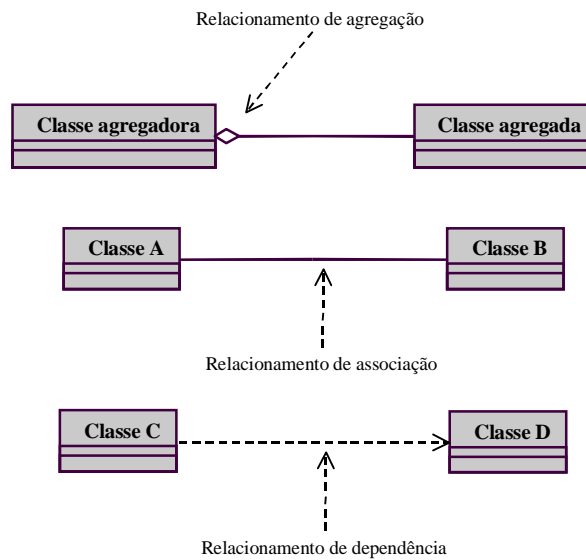 Relacionamento de agregação
Classe agregadora
Classe agregada
Classe A
Classe B
Relacionamento de associação
Classe C
Classe D
Relacionamento de dependência